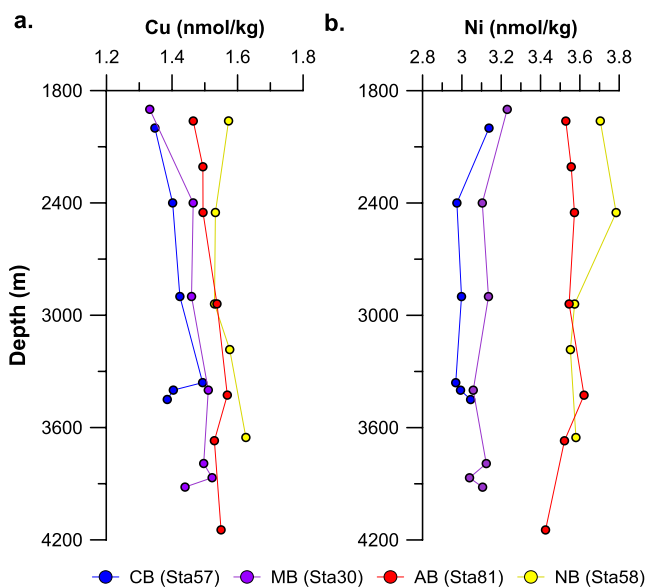 a.
Cu (nmol/kg)
1.2 1.4 1.6 1.8
b.
Ni (nmol/kg)
2.8 3 3.2 3.4 3.6 3.8
Depth (m)
1800
2400
3000
3600
4200
1800
2400
3000
3600
4200
CB (Sta57) MB (Sta30) AB (Sta81) NB (Sta58)